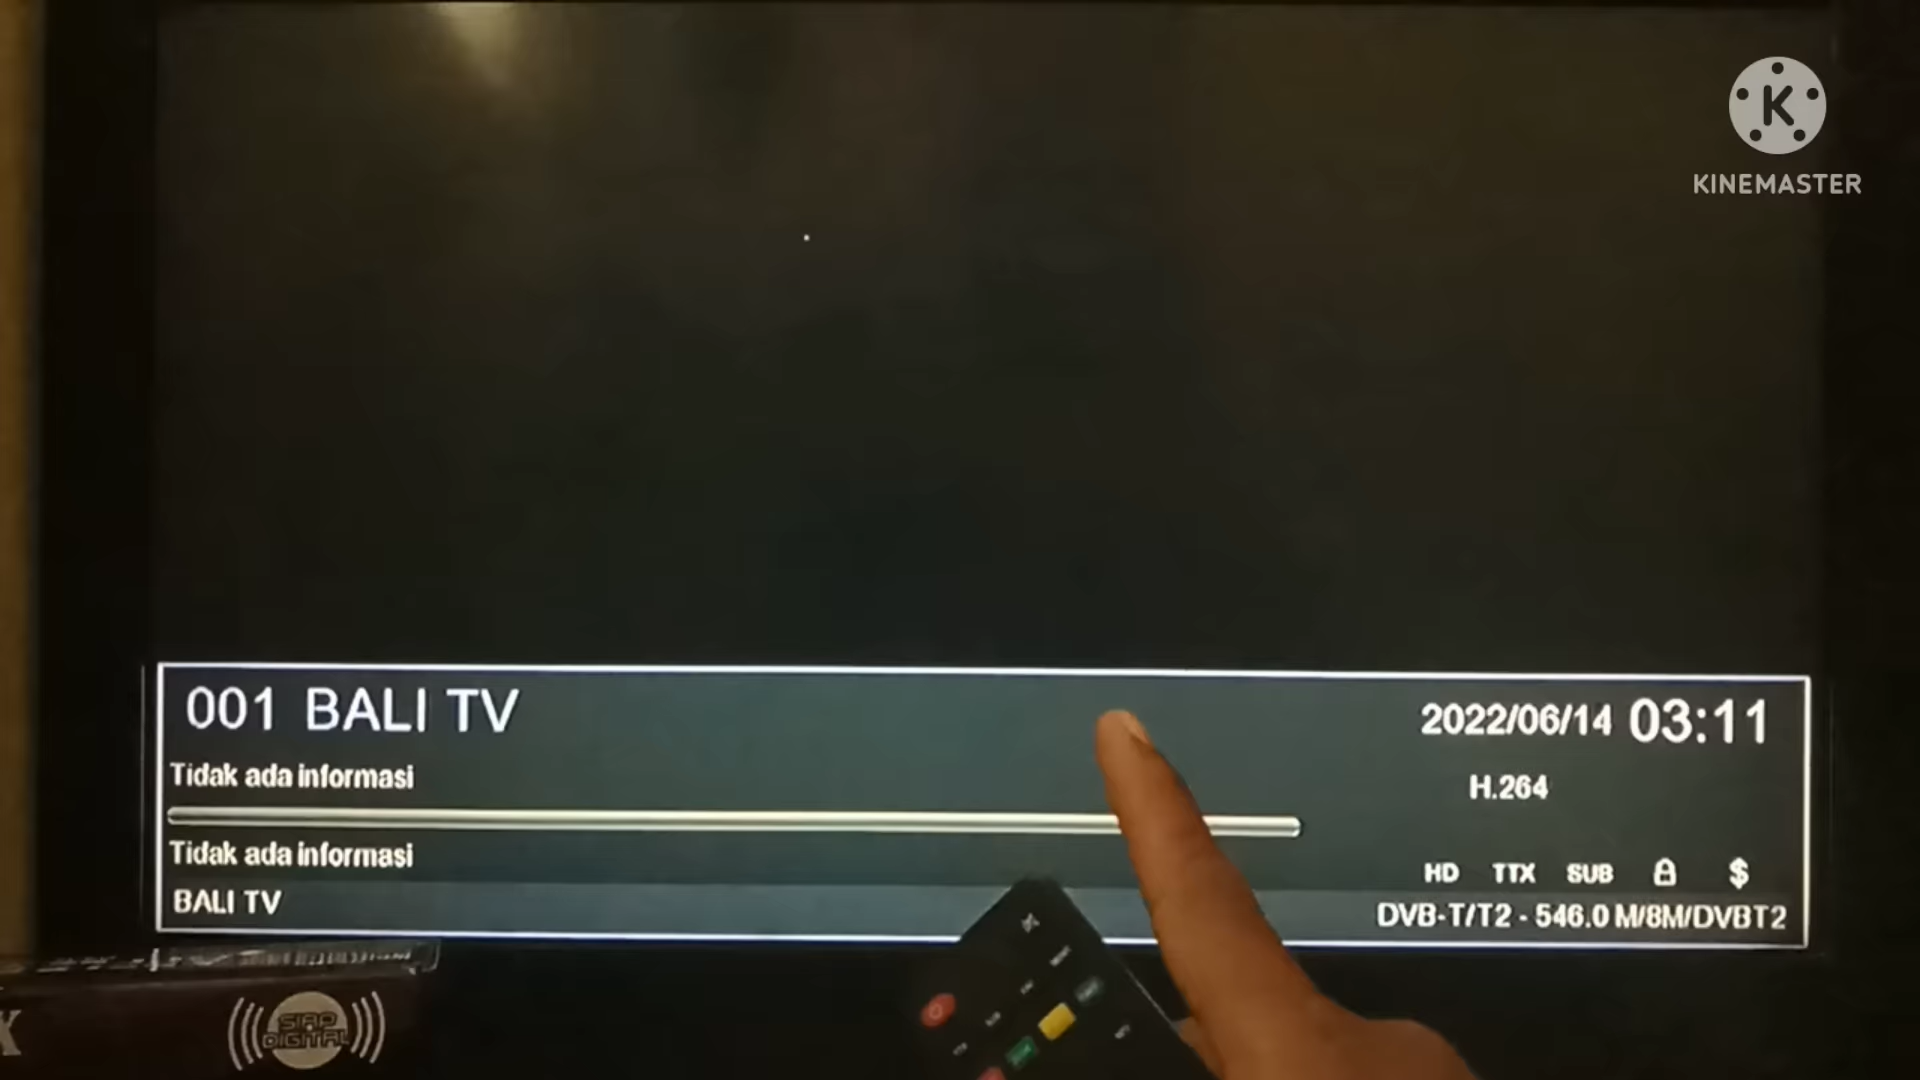 KINEMASTER
001 BALI TV
2022/06/14 03:11
Tidak ada informasi
H.264
Tidak ada informasi
HD TTX SUB $
BALI TV
DVB-T/T2 - 546.0 M/8M/DVBT2
SIAP
DIGITAL